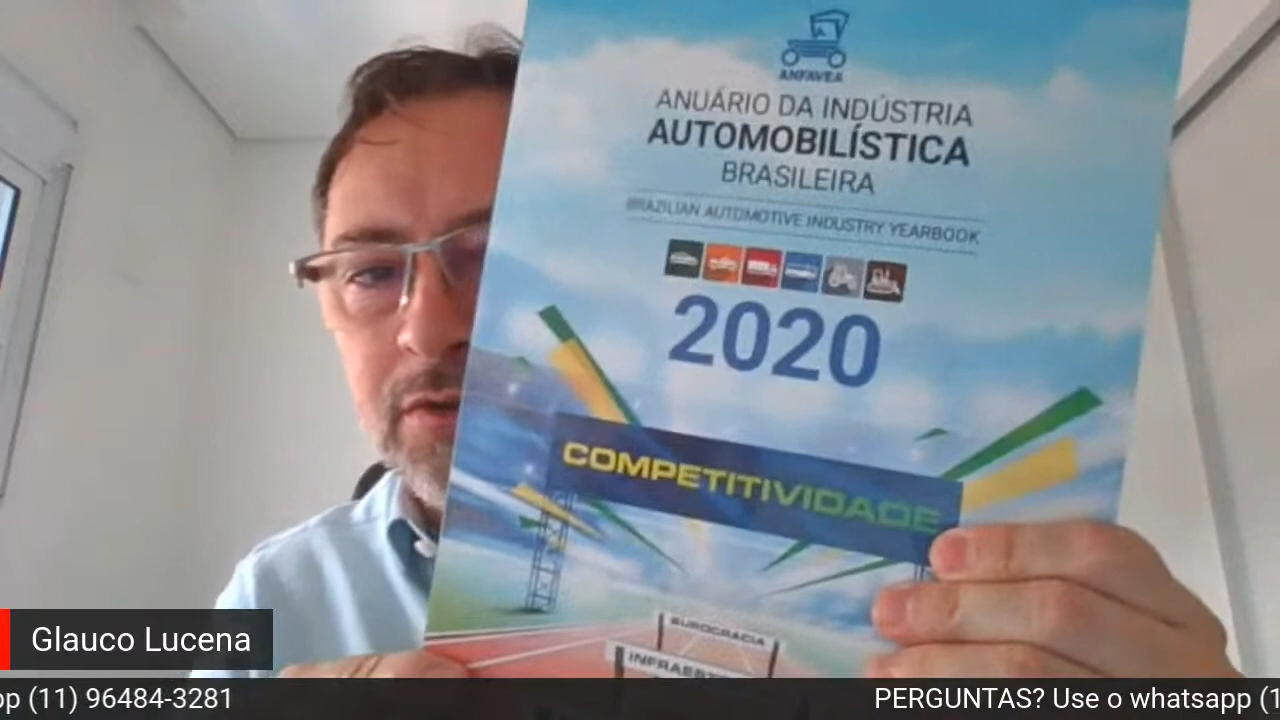 ANFAVEA
ANUÁRIO DA INDÚSTRIA
AUTOMOBILÍSTICA
BRASILEIRA
BRAZILIAN AUTOMOTIVE INDUSTRY YEARBOOK
2020
COMPETITIVIDADE
BUROCRACIA
Glauco Lucena
pp (11) 96484-3281
PERGUNTAS? Use o whatsapp (1